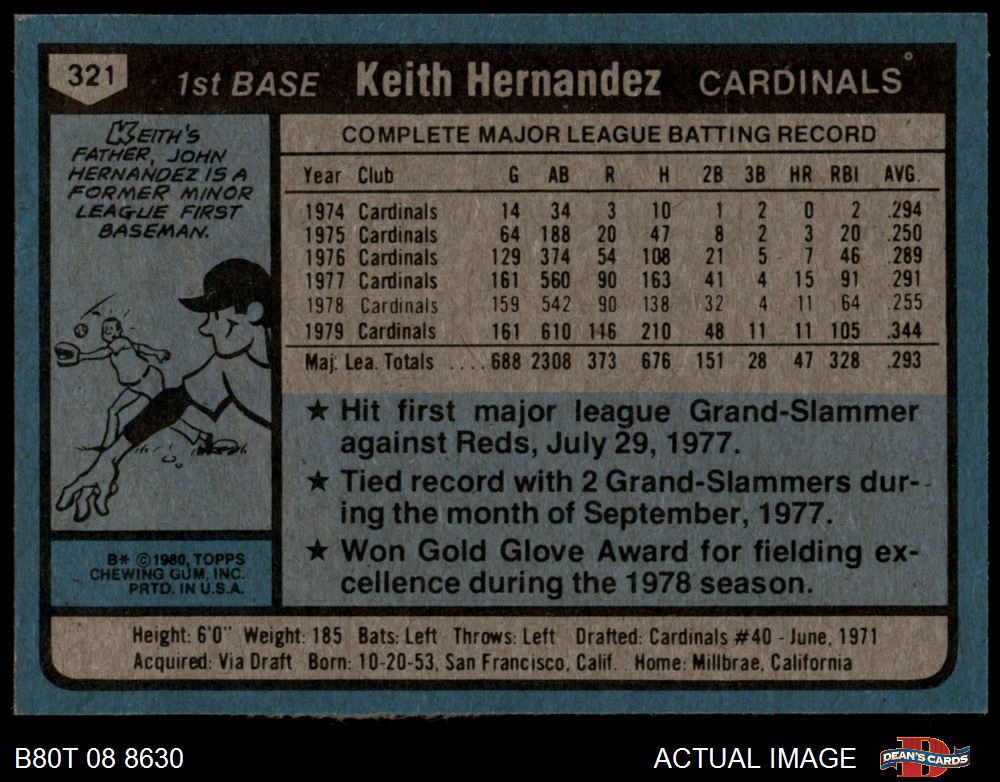 321 1st BASE Keith Hernandez CARDINALS
KEITH'S
FATHER, JOHN
HERNANDEZ IS A
FORMER MINOR
LEAGUE FIRST
BASEMAN.
COMPLETE MAJOR LEAGUE BATTING RECORD
Year Club G AB R H 2B 3B HR RBI AVG.
1974 Cardinals 14 34 3 10 1 2 0 2 .294
1975 Cardinals 64 188 20 47 8 2 3 20 .250
1976 Cardinals 129 374 54 108 21 5 7 46 .289
1977 Cardinals 161 560 90 163 41 4 15 91 .291
1978 Cardinals 159 542 90 138 32 4 11 64 .255
1979 Cardinals 161 610 116 210 48 11 11 105 .344
Maj. Lea. Totals .... 688 2308 373 676 151 28 47 328 .293
★ Hit first major league Grand-Slammer
against Reds, July 29, 1977.
★ Tied record with 2 Grand-Slammers dur-
ing the month of September, 1977.
★ Won Gold Glove Award for fielding ex-
cellence during the 1978 season.
B* © 1980, TOPPS
CHEWING GUM, INC.
PRTD. IN U.S.A.
Height: 6'0" Weight: 185 Bats: Left Throws: Left Drafted: Cardinals #40 - June, 1971
Acquired: Via Draft Born: 10-20-53, San Francisco, Calif. Home: Millbrae, California
B80T 08 8630 ACTUAL IMAGE DEAN'S CARDS